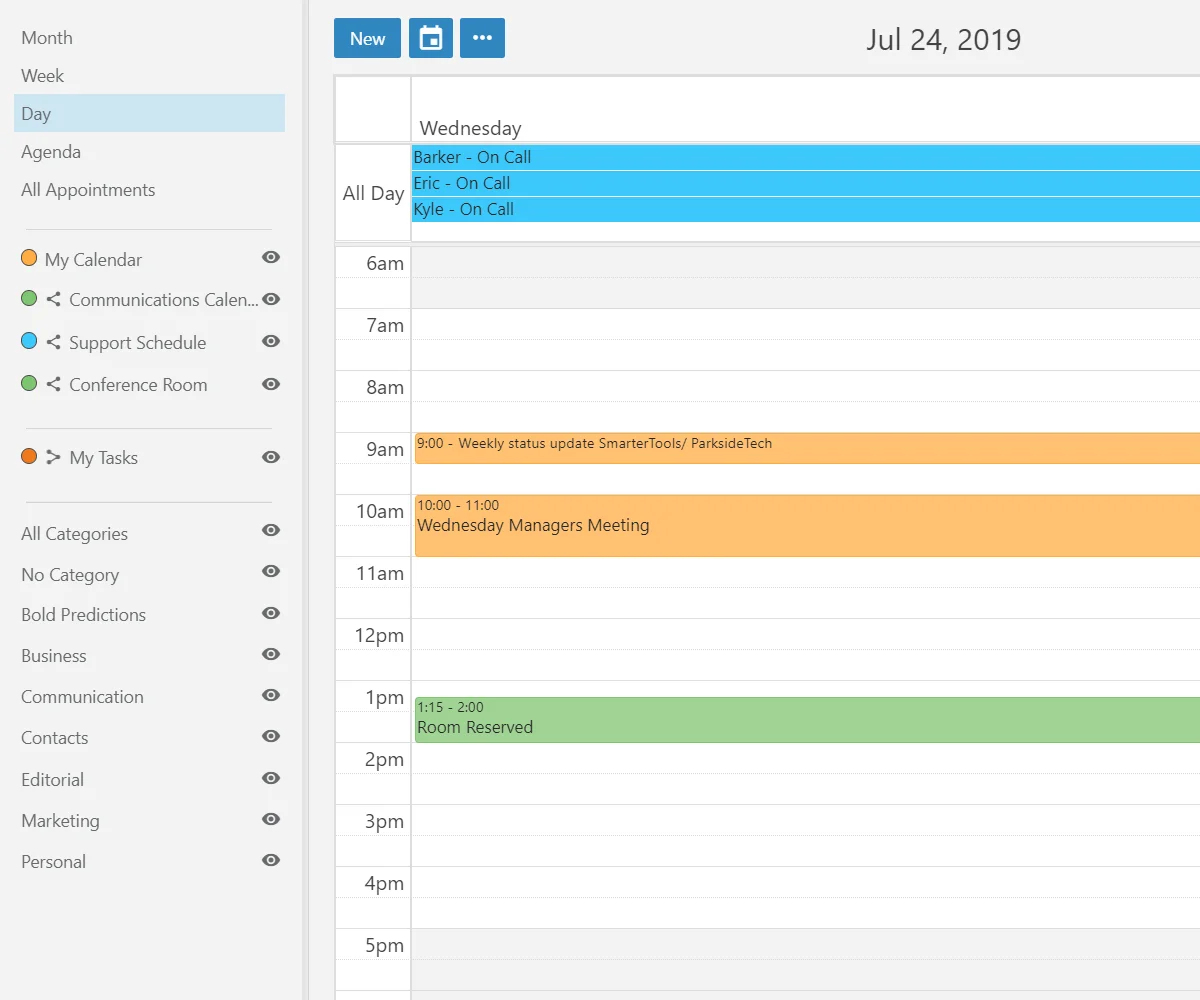 Month
Week
Day
Agenda
All Appointments
My Calendar
Communications Calen...
Support Schedule
Conference Room
My Tasks
All Categories
No Category
Bold Predictions
Business
Communication
Contacts
Editorial
Marketing
Personal
New
Jul 24, 2019
Wednesday
All Day
Barker - On Call
Eric - On Call
Kyle - On Call
6am
7am
8am
9am
9:00 - Weekly status update SmarterTools/ ParksideTech
10am
10:00 - 11:00
Wednesday Managers Meeting
11am
12pm
1pm
1:15 - 2:00
Room Reserved
2pm
3pm
4pm
5pm